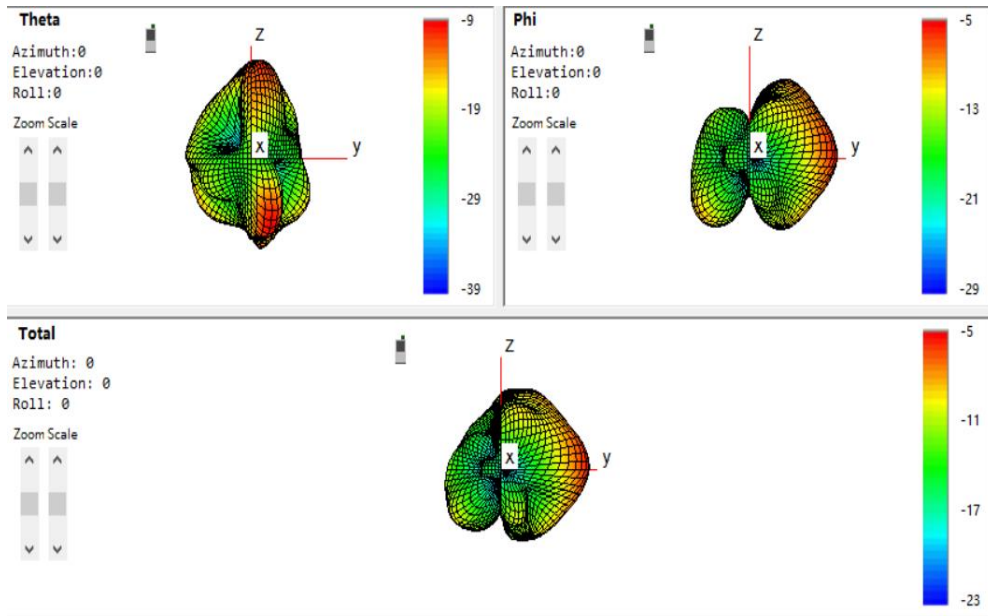 Theta
Azimuth:0
Elevation:0
Roll:0
Zoom Scale
Z
X
y
-9
-19
-29
-39
Phi
Azimuth:0
Elevation:0
Roll:0
Zoom Scale
Z
X
y
-5
-13
-21
-29
Total
Azimuth: 0
Elevation: 0
Roll: 0
Zoom Scale
Z
X
y
-5
-11
-17
-23